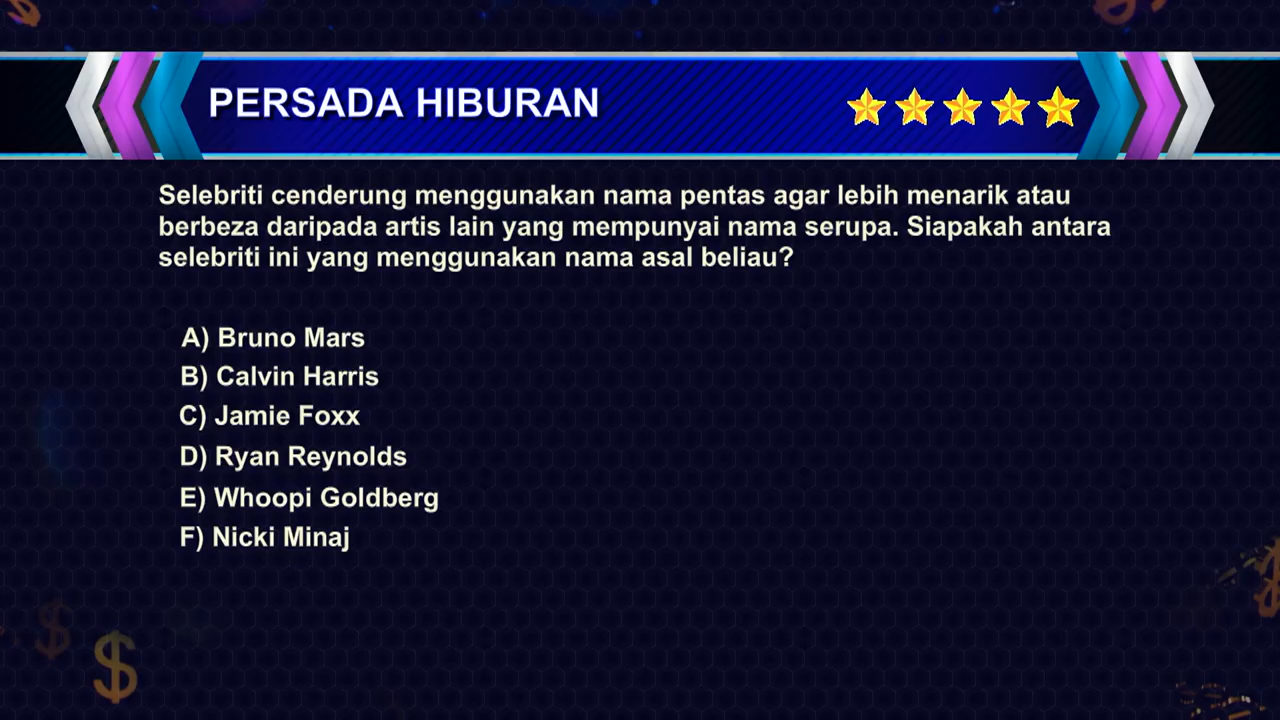 PERSADA HIBURAN
Selebriti cenderung menggunakan nama pentas agar lebih menarik atau
berbeza daripada artis lain yang mempunyai nama serupa. Siapakah antara
selebriti ini yang menggunakan nama asal beliau?
A) Bruno Mars
B) Calvin Harris
C) Jamie Foxx
D) Ryan Reynolds
E) Whoopi Goldberg
F) Nicki Minaj